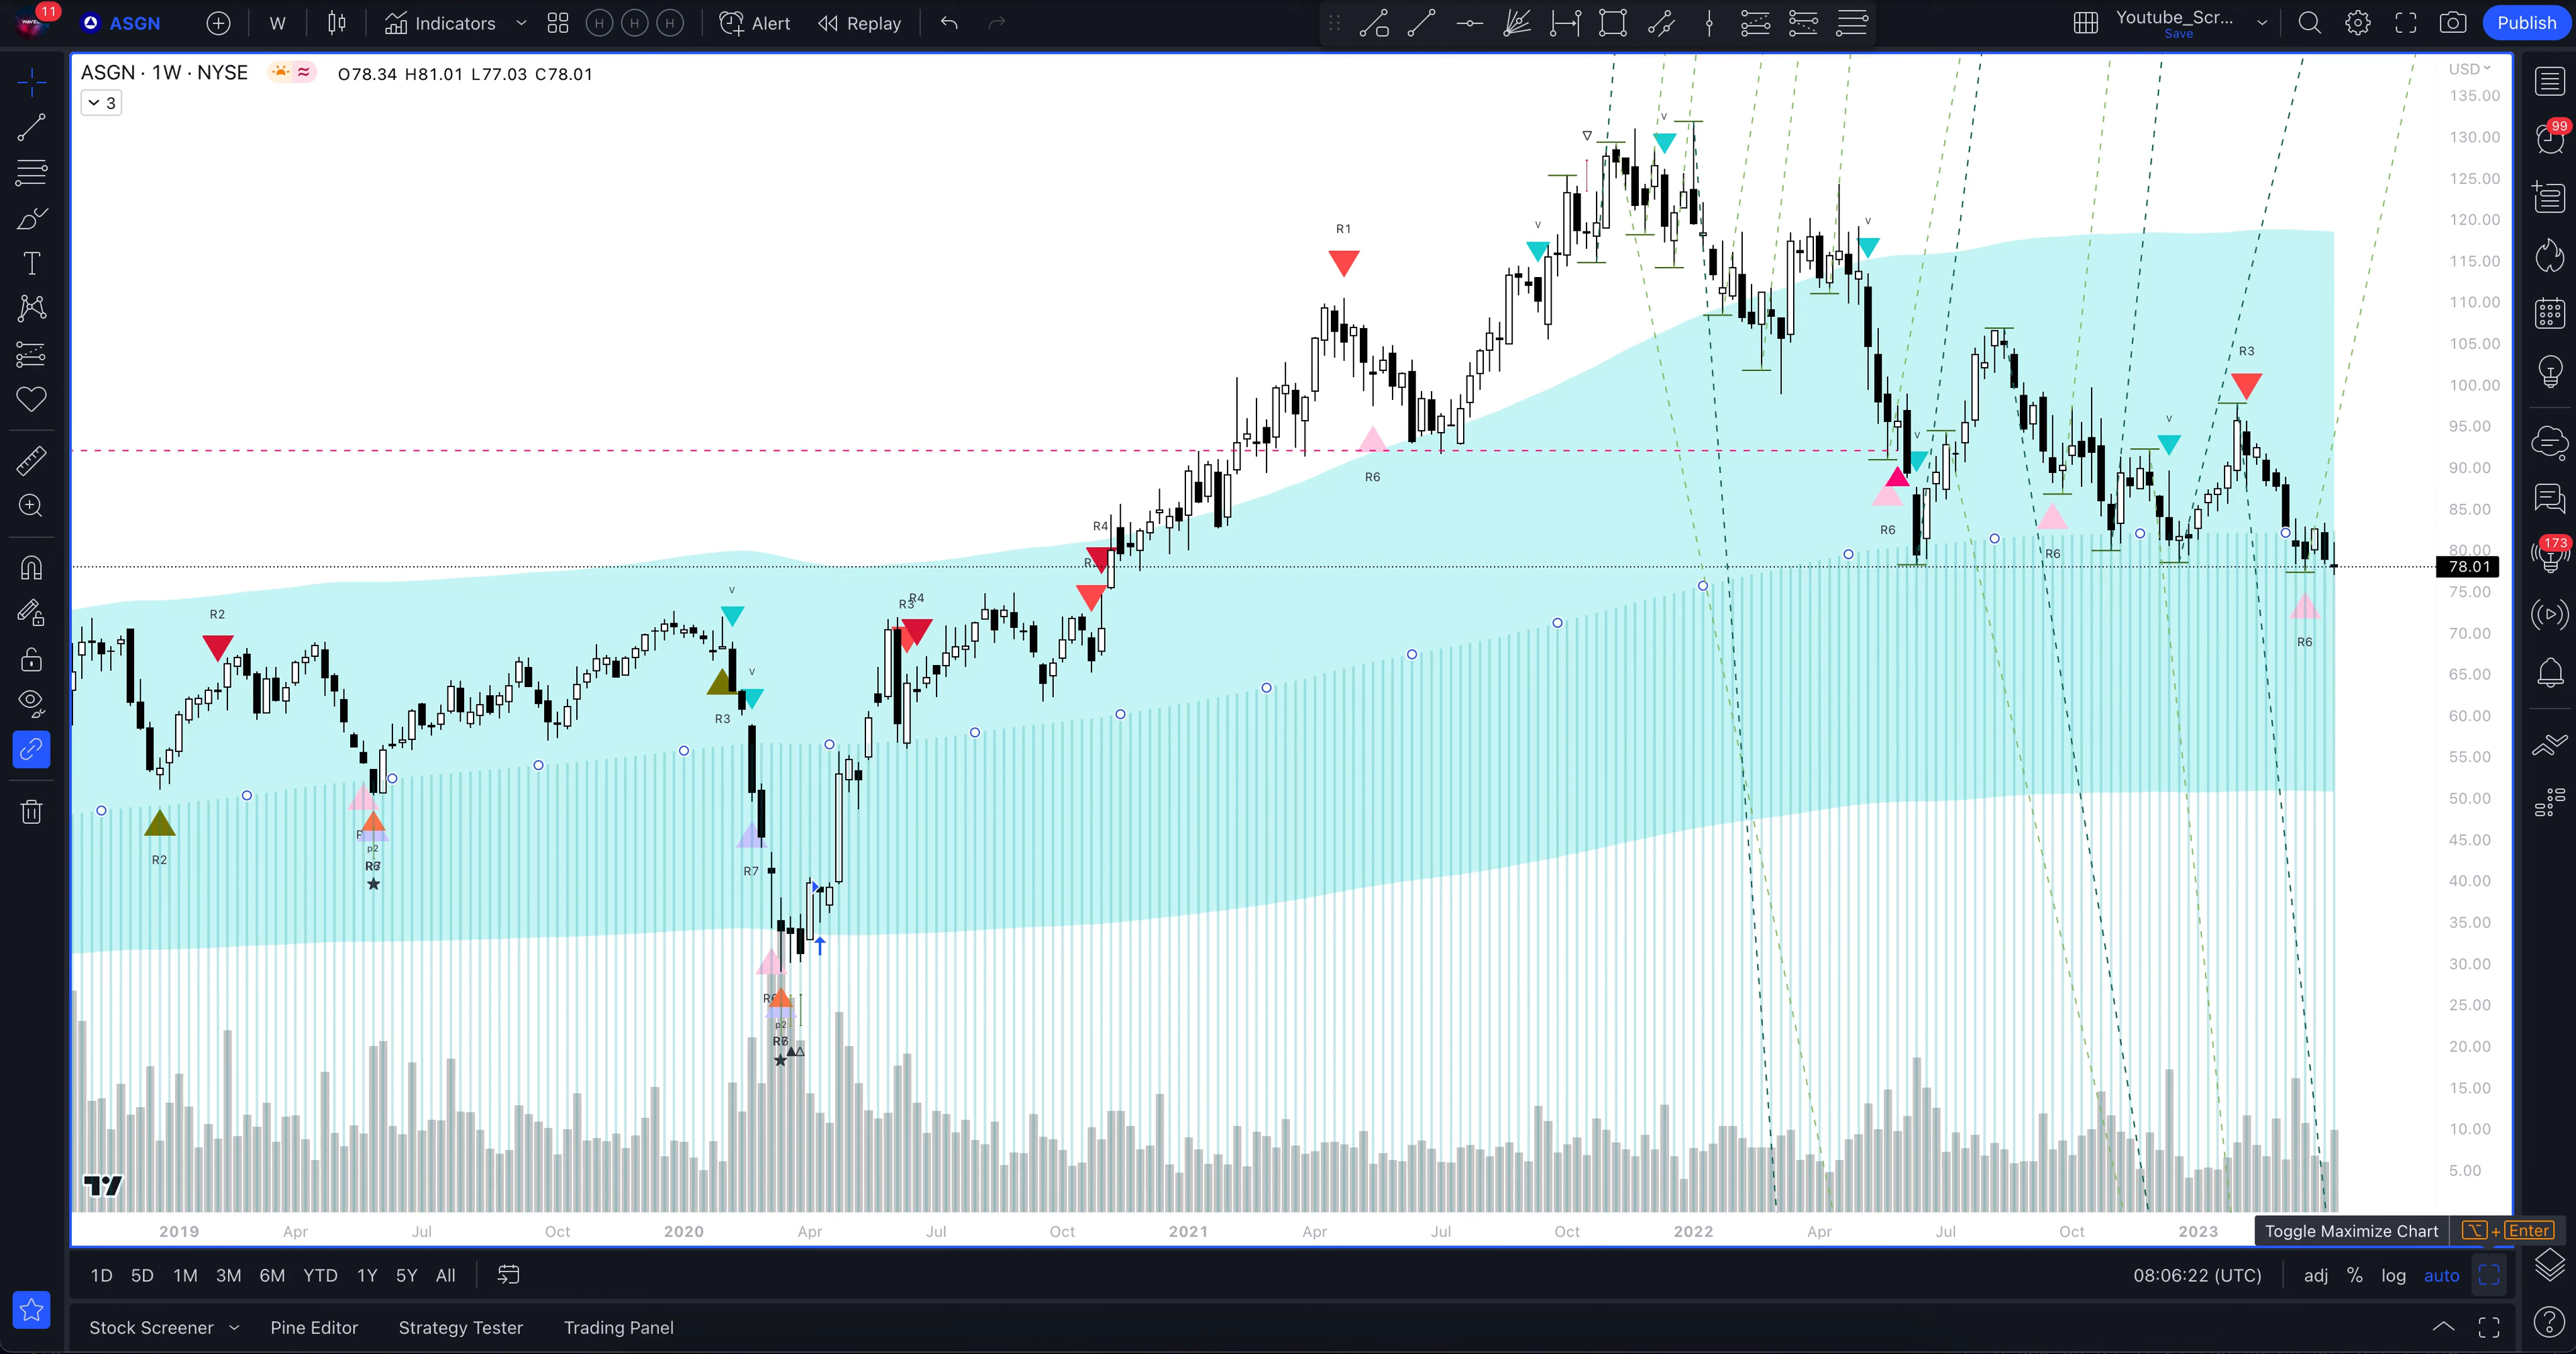 11 ASGN W Indicators H H H Alert Replay Youtube_Scr... Save Publish
ASGN · 1W · NYSE O78.34 H81.01 L77.03 C78.01
3
USD
135.00
130.00
125.00
120.00
115.00
110.00
105.00
100.00
95.00
90.00
85.00
80.00
78.01
75.00
70.00
65.00
60.00
55.00
50.00
45.00
40.00
35.00
30.00
25.00
20.00
15.00
10.00
5.00
99
173
R1
R2
R2
p2
R3
R7
p2
R3
R4
R4
R6
R6
R6
R3
R6
v
v
v
v
v
v
v
2019 Apr Jul Oct 2020 Apr Jul Oct 2021 Apr Jul Oct 2022 Apr Jul Oct 2023
Toggle Maximize Chart ⌥ + Enter
1D 5D 1M 3M 6M YTD 1Y 5Y All 08:06:22 (UTC) adj % log auto
Stock Screener Pine Editor Strategy Tester Trading Panel